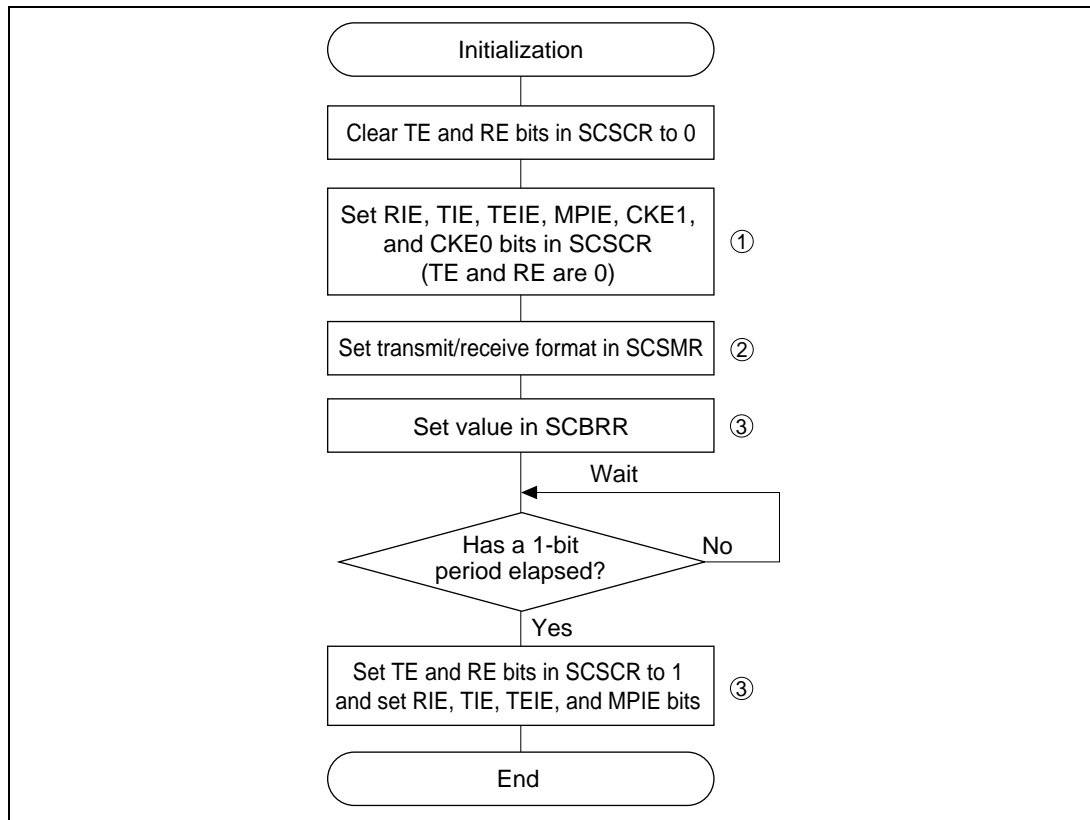 Initialization
Clear TE and RE bits in SCSCR to 0
Set RIE, TIE, TEIE, MPIE, CKE1,
and CKE0 bits in SCSCR
(TE and RE are 0)
①
Set transmit/receive format in SCSMR
②
Set value in SCBRR
③
Wait
Has a 1-bit
period elapsed?
No
Yes
Set TE and RE bits in SCSCR to 1
and set RIE, TIE, TEIE, and MPIE bits
③
End